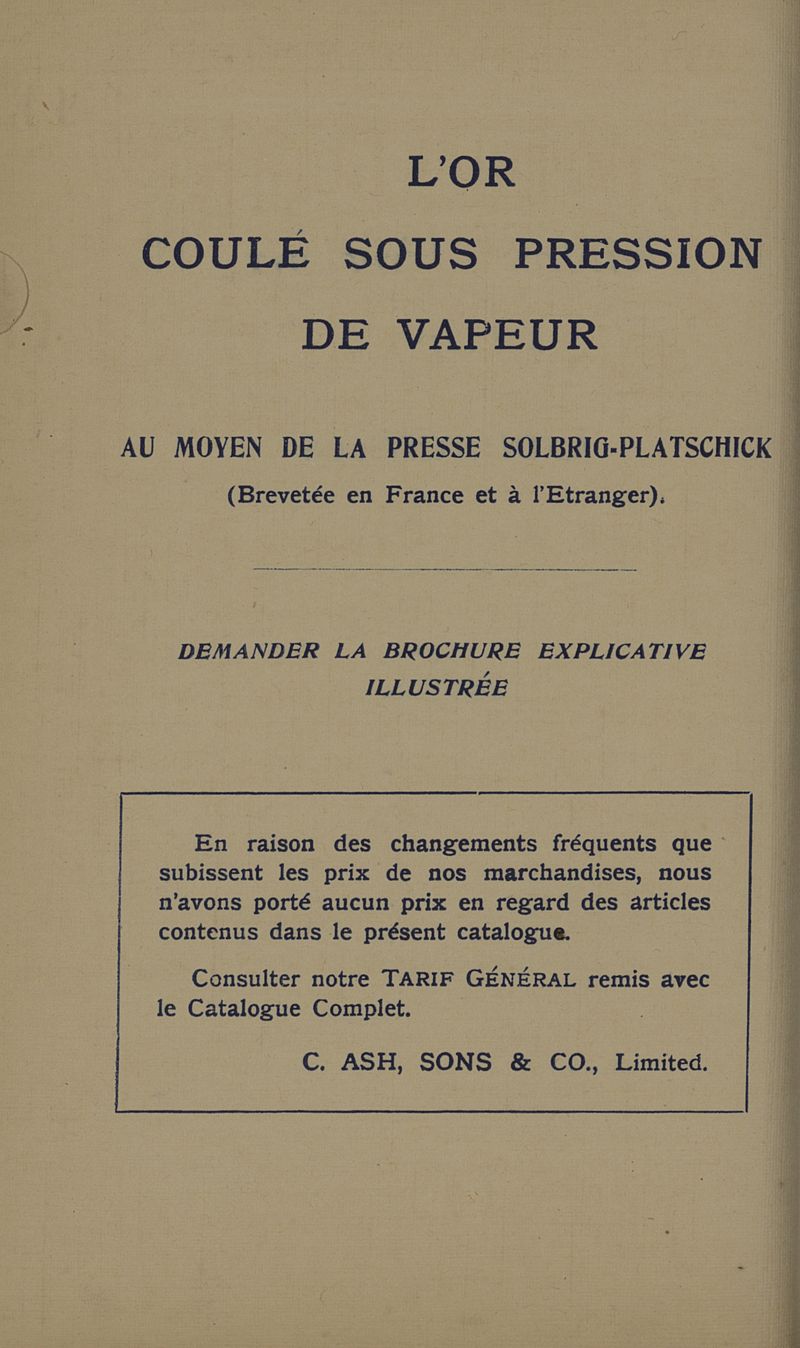 L'OR
COULÉ SOUS PRESSION
DE VAPEUR
AU MOYEN DE LA PRESSE SOLBRIG-PLATSCHICK
(Brevetée en France et à l'Etranger).
DEMANDER LA BROCHURE EXPLICATIVE
ILLUSTRÉE
En raison des changements fréquents que
subissent les prix de nos marchandises, nous
n'avons porté aucun prix en regard des articles
contenus dans le présent catalogue.
Consulter notre TARIF GÉNÉRAL remis avec
le Catalogue Complet.
C. ASH, SONS & CO., Limited.